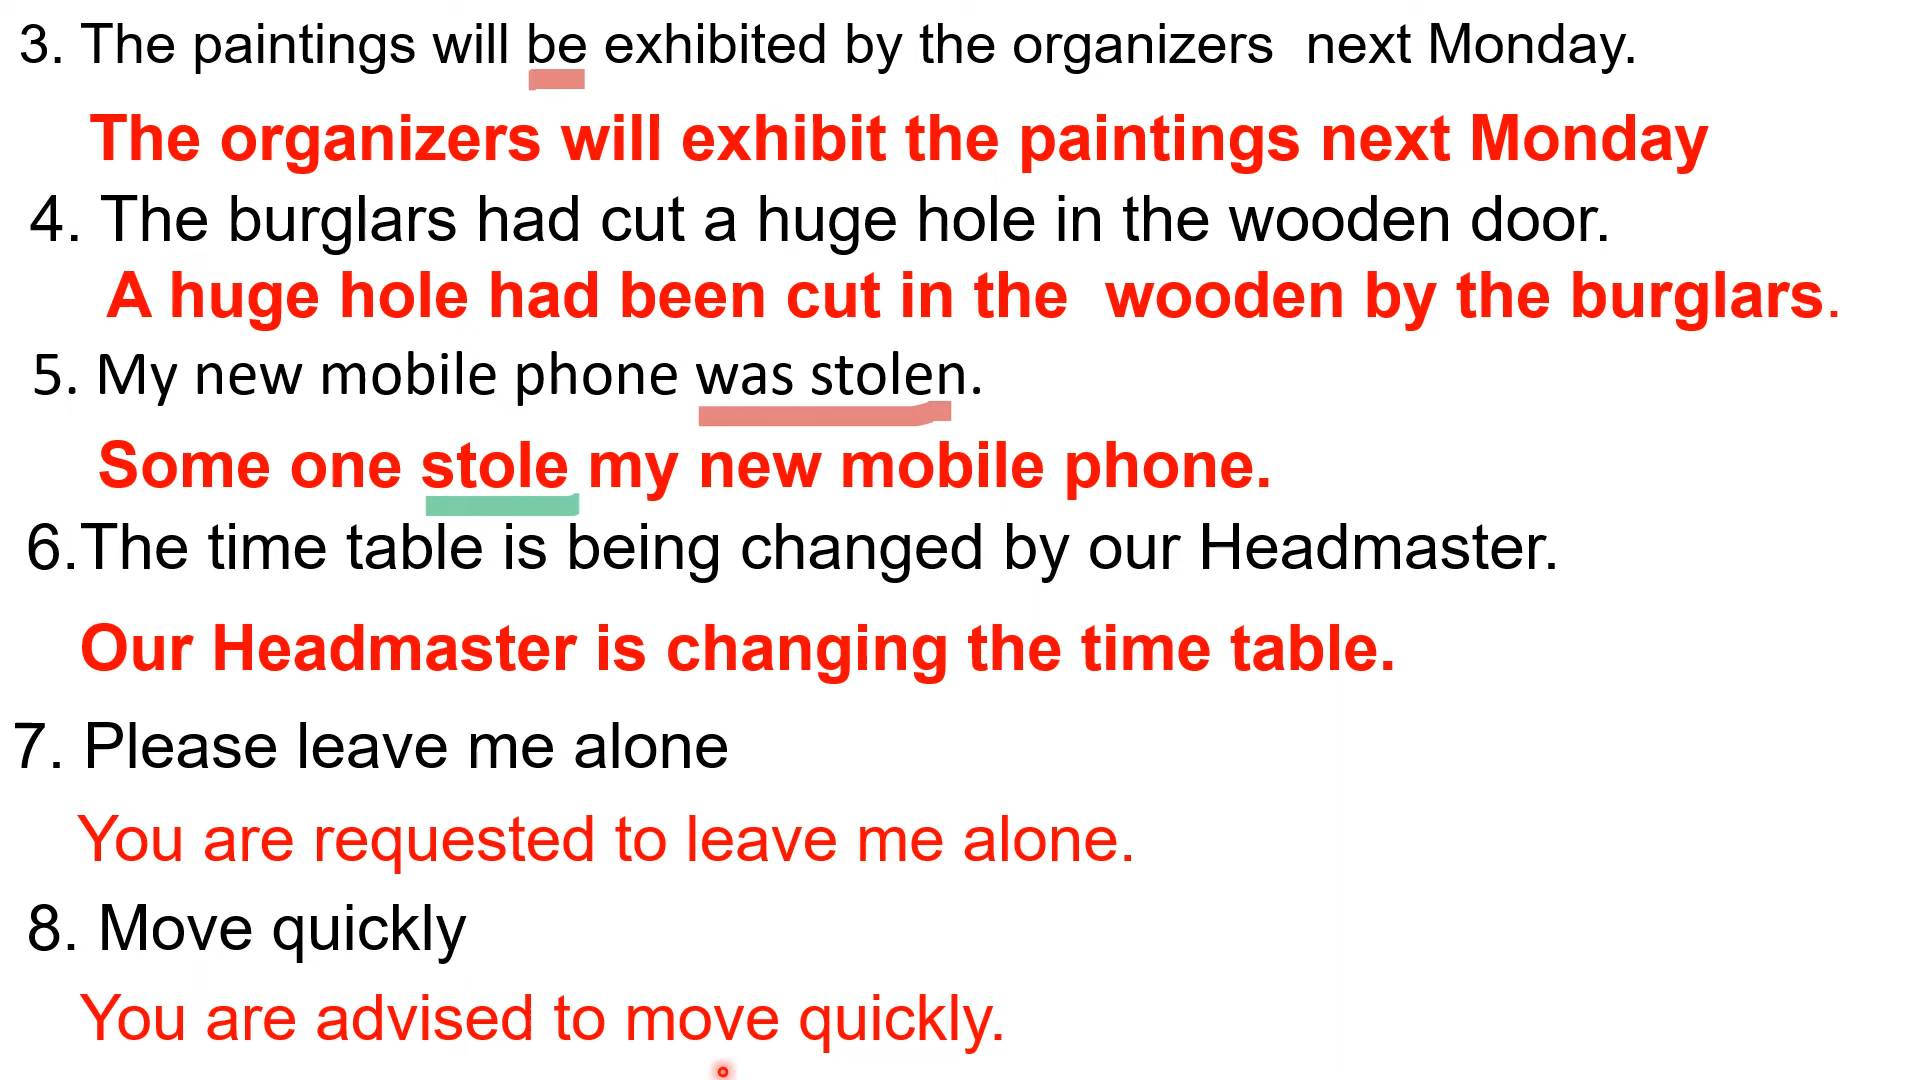 3. The paintings will be exhibited by the organizers  next Monday.
The organizers will exhibit the paintings next Monday
4. The burglars had cut a huge hole in the wooden door.
A huge hole had been cut in the  wooden by the burglars.
5. My new mobile phone was stolen.
Some one stole my new mobile phone.
6.The time table is being changed by our Headmaster.
Our Headmaster is changing the time table.
7. Please leave me alone
You are requested to leave me alone.
8. Move quickly
You are advised to move quickly.